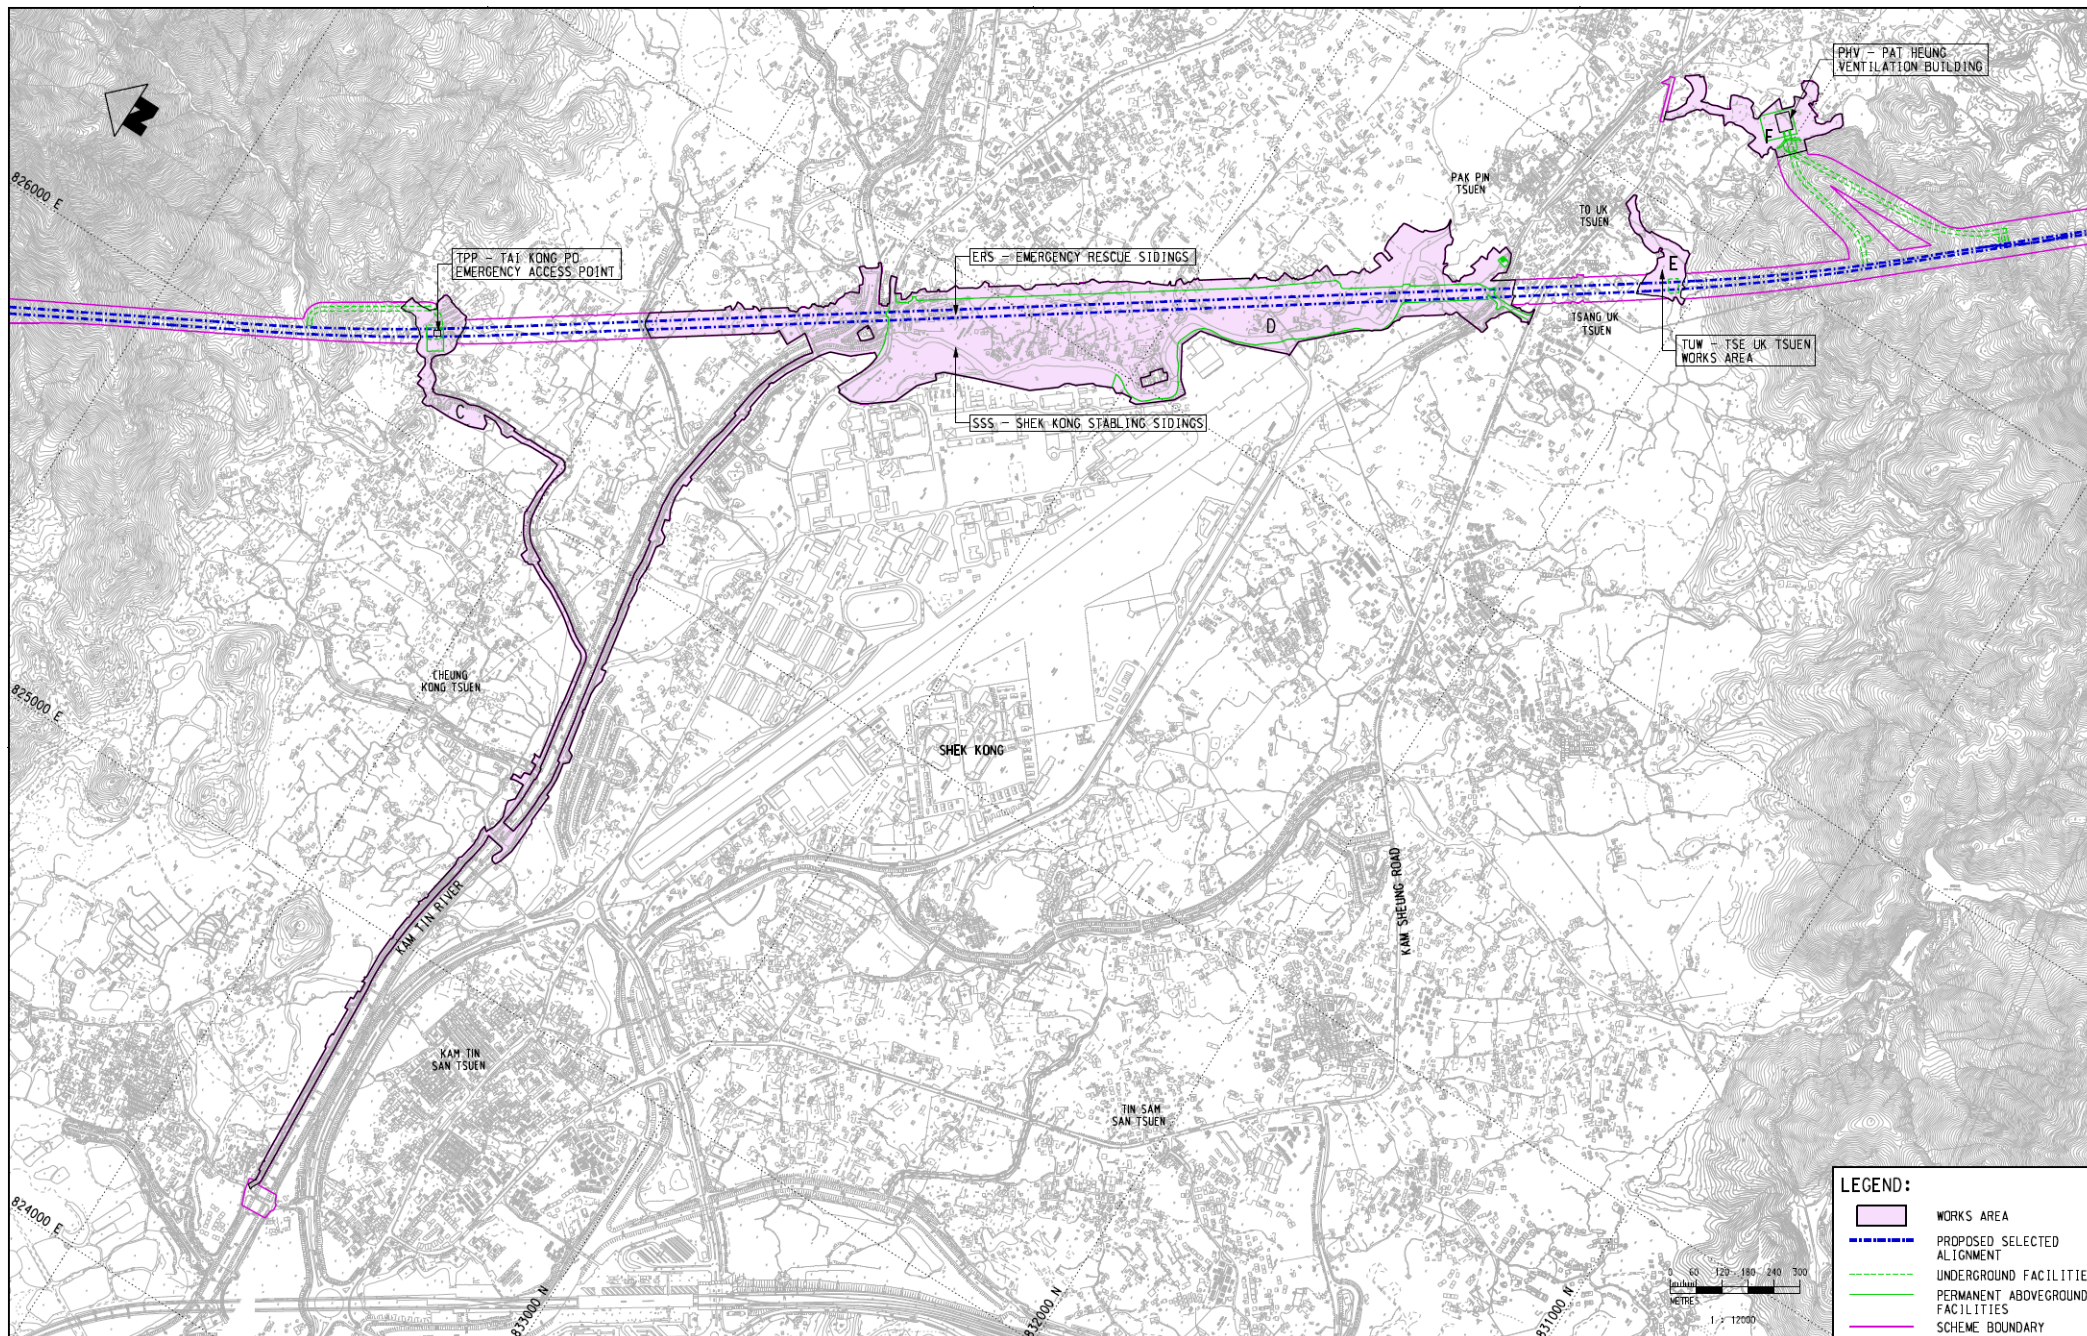 PHV - PAT HEUNG
VENTILATION BUILDING
N
826000 E
PAK PIN
TSUEN
TO UK
TSUEN
F
TPP - TAI KONG PO
EMERGENCY ACCESS POINT
ERS - EMERGENCY RESCUE SIDINGS
E
D
TSANG UK
TSUEN
TUW - TSE UK TSUEN
WORKS AREA
C
SSS - SHEK KONG STABLING SIDINGS
825000 E
CHEUNG
KONG TSUEN
SHEK KONG
KAM TIN RIVER
KAM SHEUNG ROAD
KAM TIN
SAN TSUEN
TIN SAM
SAN TSUEN
824000 E
833000 N
832000 N
831000 N
0 60 120 180 240 300
METRES
1 : 12000
LEGEND:
WORKS AREA
PROPOSED SELECTED
ALIGNMENT
UNDERGROUND FACILITIE
PERMANENT ABOVEGROUND
FACILITIES
SCHEME BOUNDARY